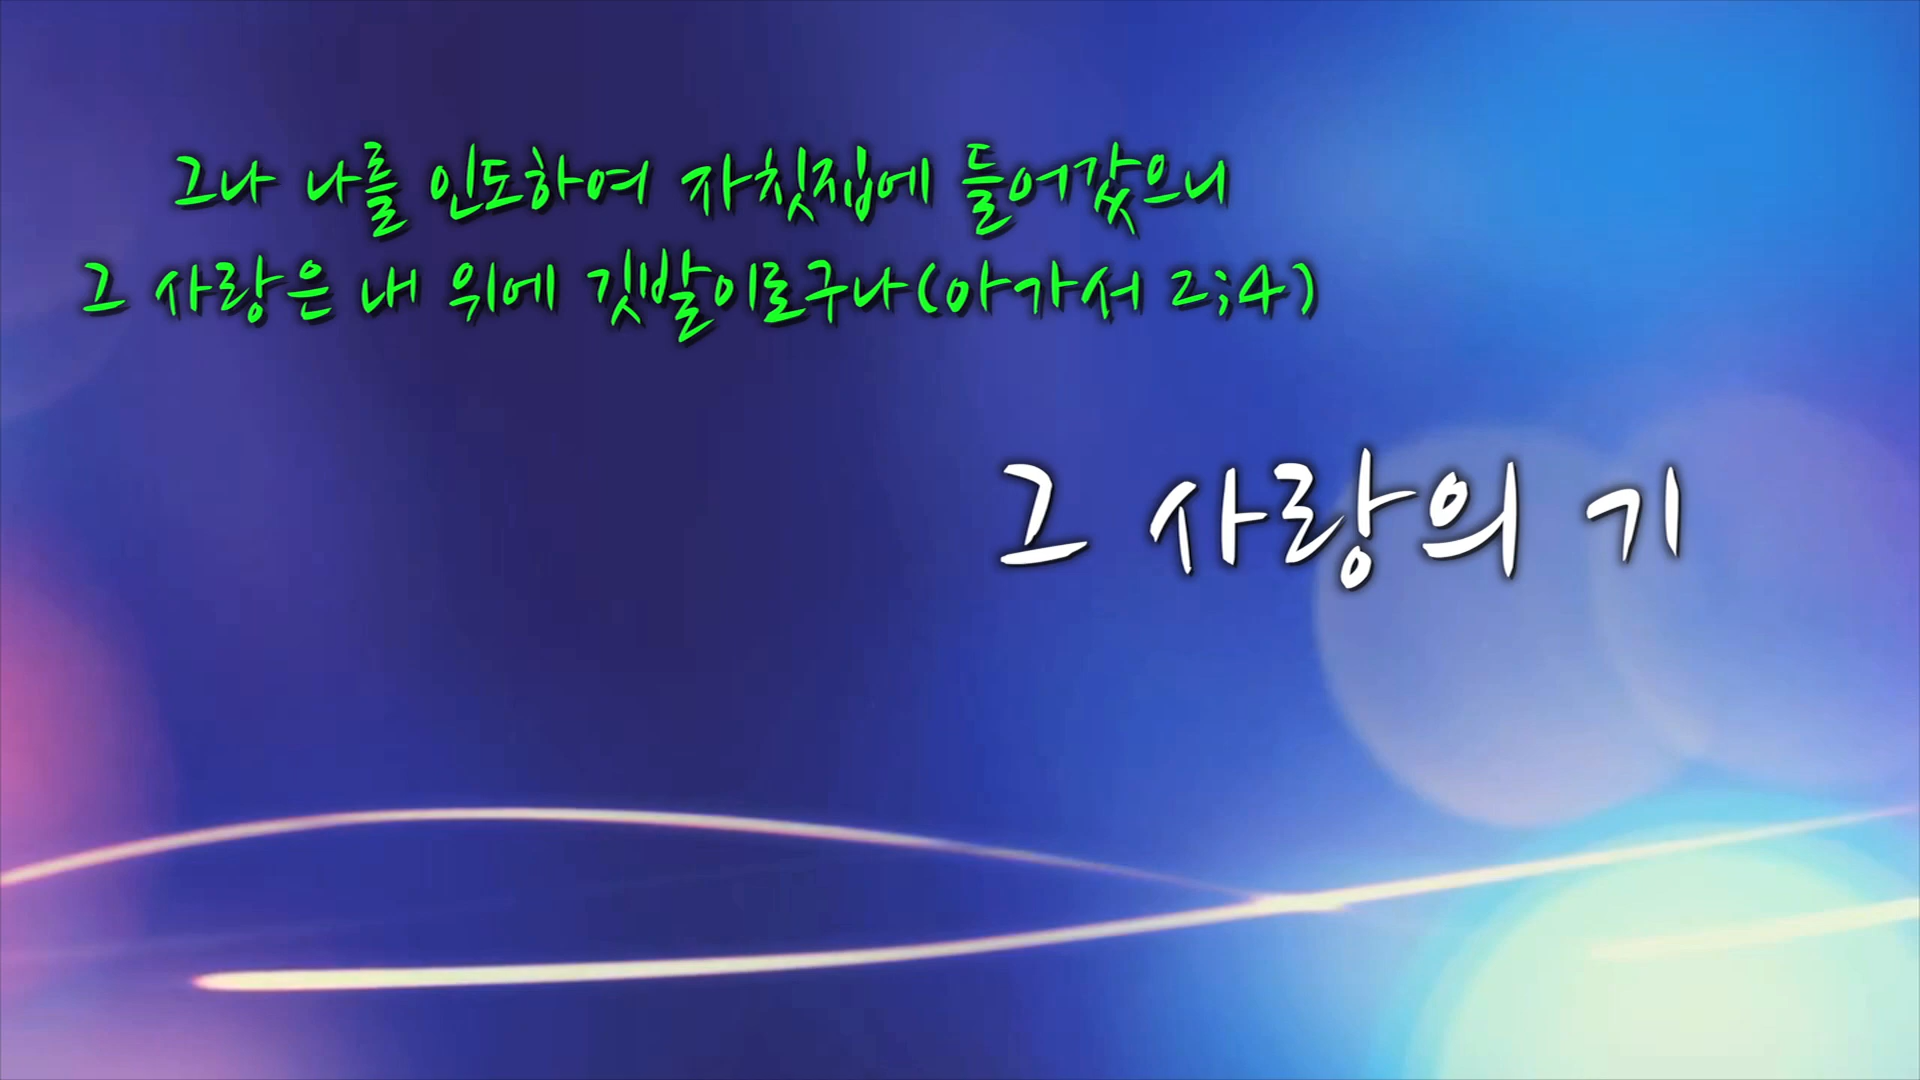 그나 나를 인도하여 자칫집에 들어갔으니
그 사랑은 내 위에 깃발이로구나(아가서 2;4)
그 사랑의 기